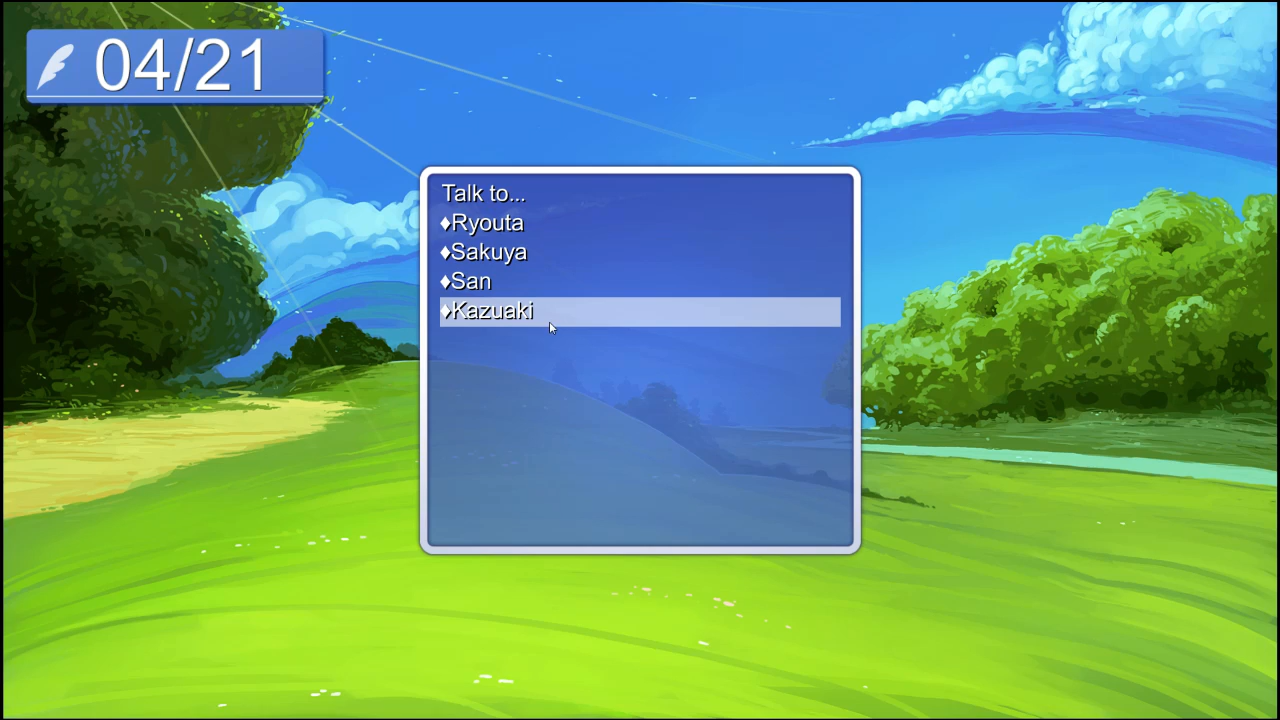 04/21
Talk to...
♦Ryouta
♦Sakuya
♦San
♦Kazuaki